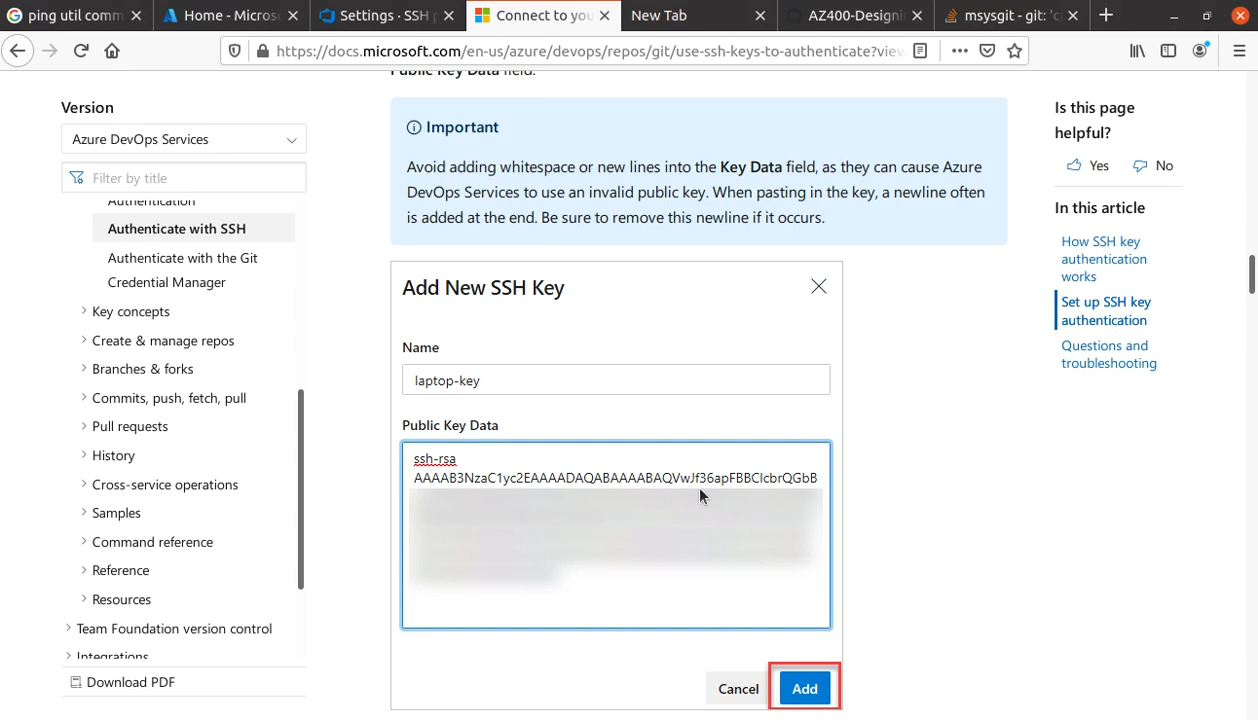 ping util comm
Home - Micros
Settings · SSH p
Connect to you
New Tab
AZ400-Designi
msysgit - git: 'c
https://docs.microsoft.com/en-us/azure/devops/repos/git/use-ssh-keys-to-authenticate?view
Public Key Data field.
Version
Azure DevOps Services
Filter by title
Authentication
Authenticate with SSH
Authenticate with the Git
Credential Manager
Key concepts
Create & manage repos
Branches & forks
Commits, push, fetch, pull
Pull requests
History
Cross-service operations
Samples
Command reference
Reference
Resources
Team Foundation version control
Integrations
Download PDF
Important
Avoid adding whitespace or new lines into the Key Data field, as they can cause Azure
DevOps Services to use an invalid public key. When pasting in the key, a newline often
is added at the end. Be sure to remove this newline if it occurs.
Add New SSH Key
Name
laptop-key
Public Key Data
ssh-rsa
AAAAB3NzaC1yc2EAAAADAQABAAAABAQVwJf36apFBBClcbrQGbB
Cancel
Add
Is this page
helpful?
Yes
No
In this article
How SSH key
authentication
works
Set up SSH key
authentication
Questions and
troubleshooting